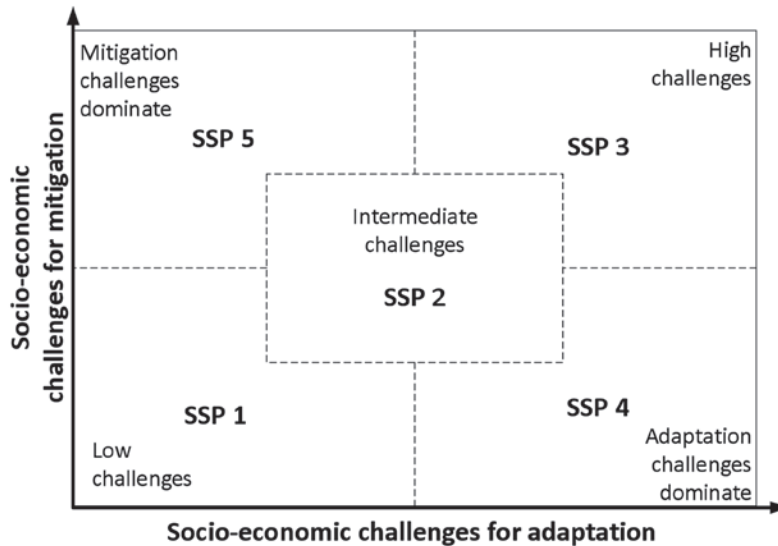 Mitigation
challenges
dominate
SSP 5
High
challenges
SSP 3
Intermediate
challenges
SSP 2
SSP 1
Low
challenges
SSP 4
Adaptation
challenges
dominate
Socio-economic
challenges for mitigation
Socio-economic challenges for adaptation